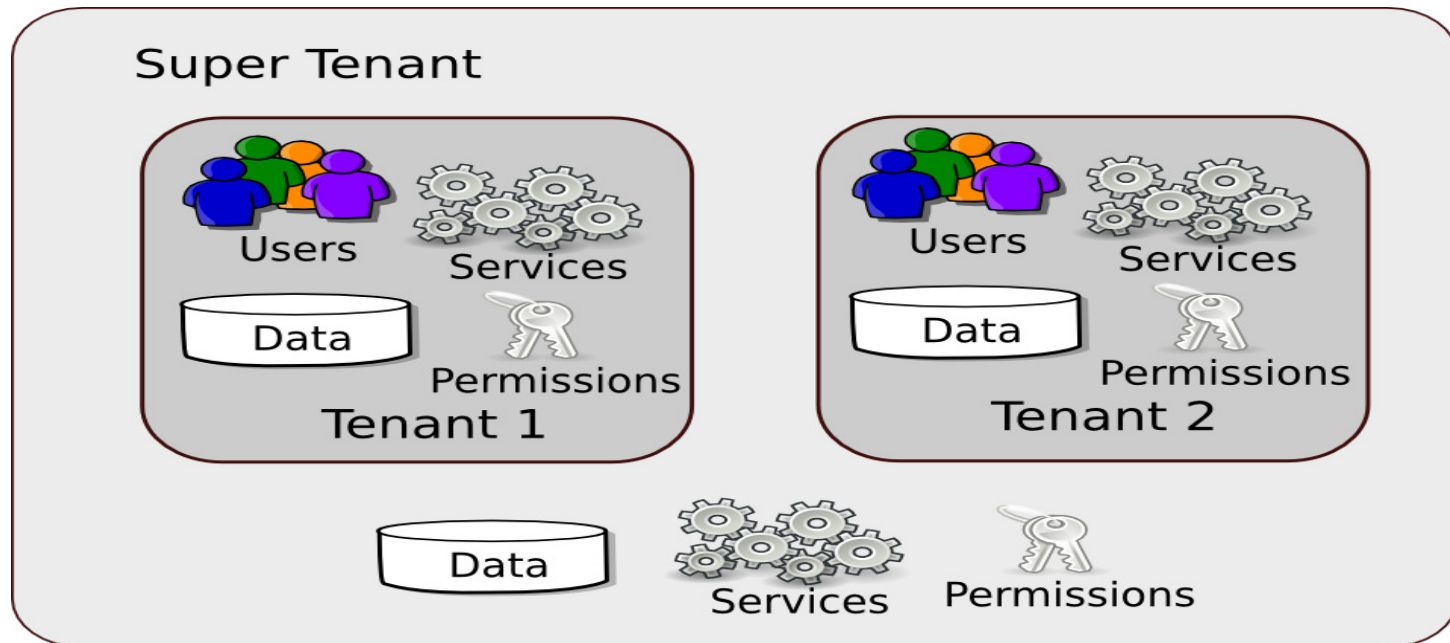 Super Tenant
Users
Services
Data
Permissions
Tenant 1
Users
Services
Data
Permissions
Tenant 2
Data
Services
Permissions